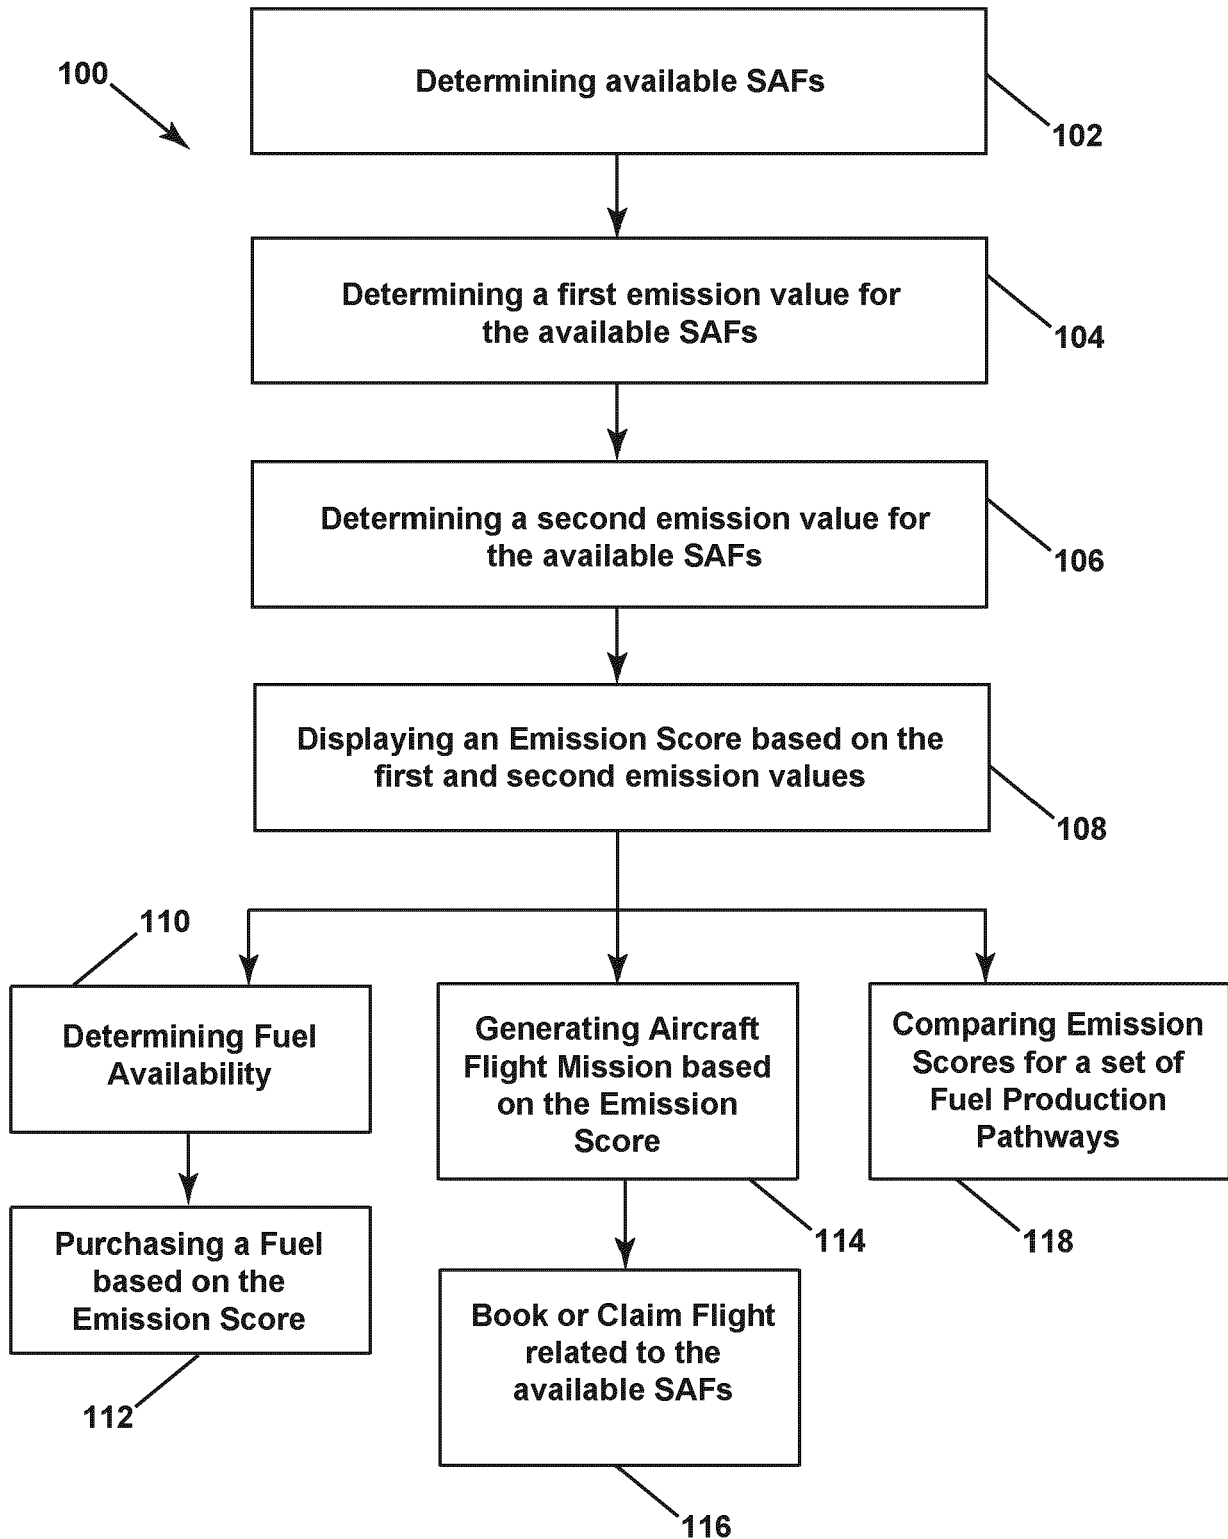 100
Determining available SAFs
102
Determining a first emission value for
the available SAFs
104
Determining a second emission value for
the available SAFs
106
Displaying an Emission Score based on the
first and second emission values
108
110
Determining Fuel
Availability
Purchasing a Fuel
based on the
Emission Score
112
Generating Aircraft
Flight Mission based
on the Emission
Score
114
Book or Claim Flight
related to the
available SAFs
116
Comparing Emission
Scores for a set of
Fuel Production
Pathways
118